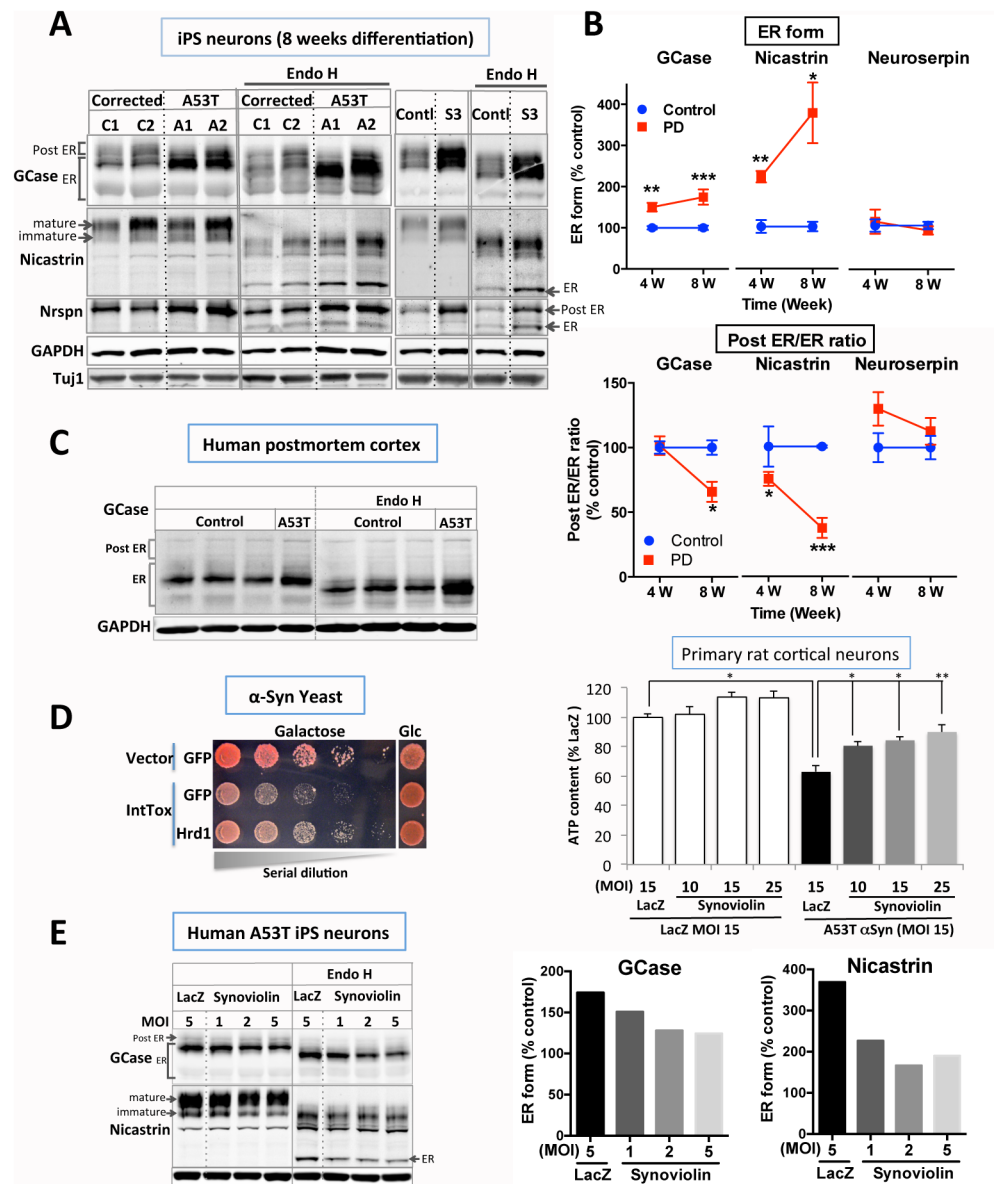 A
iPS neurons (8 weeks differentiation)
Endo H
Endo H
Corrected A53T Corrected A53T Contl S3 Contl S3
C1 C2 A1 A2 C1 C2 A1 A2
Post ER
GCase ER
mature
immature
Nicastrin
ER
Nrspn
Post ER
ER
GAPDH
Tuj1
B
ER form
GCase Nicastrin Neuroserpin
ER form (% control)
400
300
200
100
0
Control
PD
** *** ** *
4 W 8 W 4 W 8 W 4 W 8 W
Time (Week)
Post ER/ER ratio
GCase Nicastrin Neuroserpin
Post ER/ER ratio
(% control)
150
100
50
0
Control
PD
* * ***
4 W 8 W 4 W 8 W 4 W 8 W
Time (Week)
C
Human postmortem cortex
Endo H
GCase
Control A53T Control A53T
Post ER
ER
GAPDH
D
α-Syn Yeast
Galactose Glc
Vector GFP
GFP
IntTox
Hrd1
Serial dilution
Primary rat cortical neurons
* * * **
ATP content (% LacZ )
120
100
80
60
40
20
0
(MOI) 15 10 15 25 15 10 15 25
LacZ Synoviolin LacZ Synoviolin
LacZ MOI 15 A53T αSyn (MOI 15)
E
Human A53T iPS neurons
Endo H
LacZ Synoviolin LacZ Synoviolin
MOI 5 1 2 5 5 1 2 5
Post ER
GCase ER
mature
immature
Nicastrin
ER
GCase
ER form (% control)
200
150
100
50
0
(MOI) 5 1 2 5
LacZ Synoviolin
Nicastrin
ER form (% control)
400
300
200
100
0
(MOI) 5 1 2 5
LacZ Synoviolin